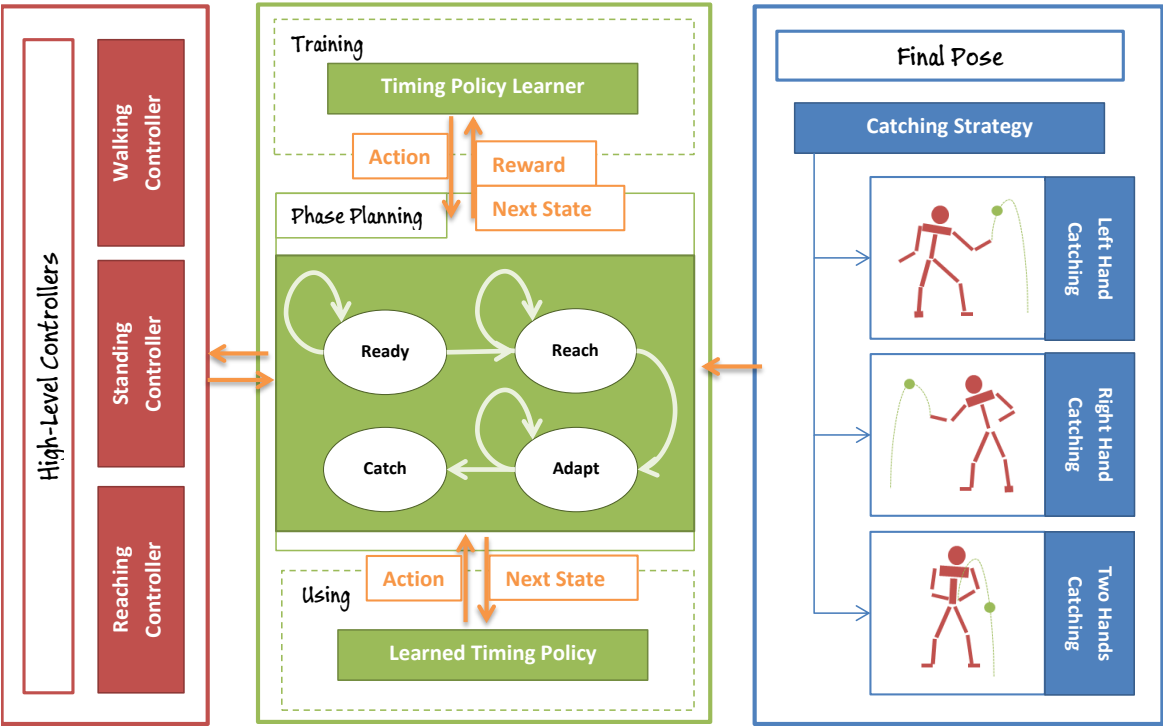 High-Level Controllers
Walking
Controller
Standing
Controller
Reaching
Controller
Training
Timing Policy Learner
Action
Reward
Next State
Phase Planning
Ready
Reach
Catch
Adapt
Action
Next State
Using
Learned Timing Policy
Final Pose
Catching Strategy
Left Hand
Catching
Right Hand
Catching
Two Hands
Catching